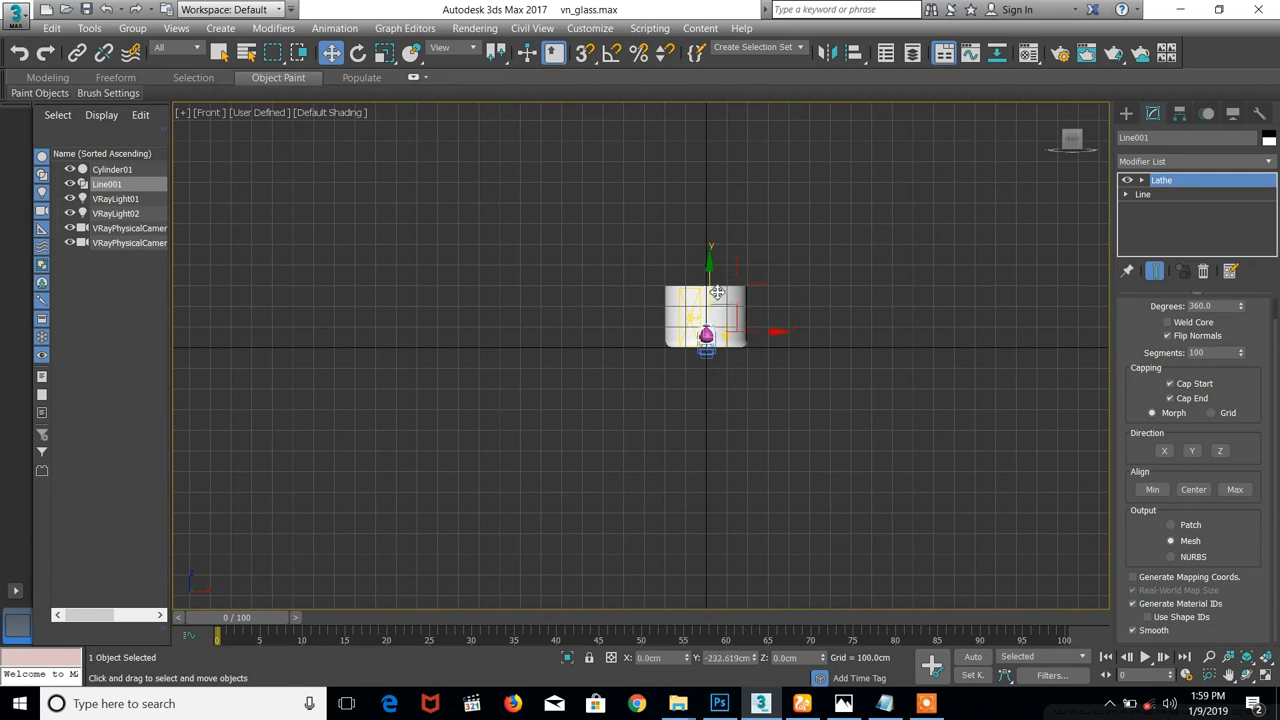 MAX
Workspace: Default
Autodesk 3ds Max 2017    vn_glass.max
Type a keyword or phrase
Sign In
Edit Tools Group Views Create Modifiers Animation Graph Editors Rendering Civil View Customize Scripting Content Help
All
View
Create Selection Set
Modeling Freeform Selection Object Paint Populate
Paint Objects Brush Settings
Select Display Edit
Name (Sorted Ascending)
Cylinder01
Line001
VRayLight01
VRayLight02
VRayPhysicalCamer
VRayPhysicalCamer
[+] [Front ] [User Defined ] [Default Shading ]
y
Line001
Modifier List
Lathe
Line
Degrees: 360.0
Weld Core
Flip Normals
Segments: 100
Capping
Cap Start
Cap End
Morph Grid
Direction
X Y Z
Align
Min Center Max
Output
Patch
Mesh
NURBS
Generate Mapping Coords.
Real-World Map Size
Generate Material IDs
Use Shape IDs
Smooth
< 0 / 100 >
0 5 10 15 20 25 30 35 40 45 50 55 60 65 70 75 80 85 90 95 100
1 Object Selected
X: 0.0cm Y: -232.619cm Z: 0.0cm Grid = 100.0cm
Auto Selected
Welcome to Ma
Click and drag to select and move objects
Add Time Tag
Set K. Filters...
0
Type here to search
1:59 PM
1/9/2019
2